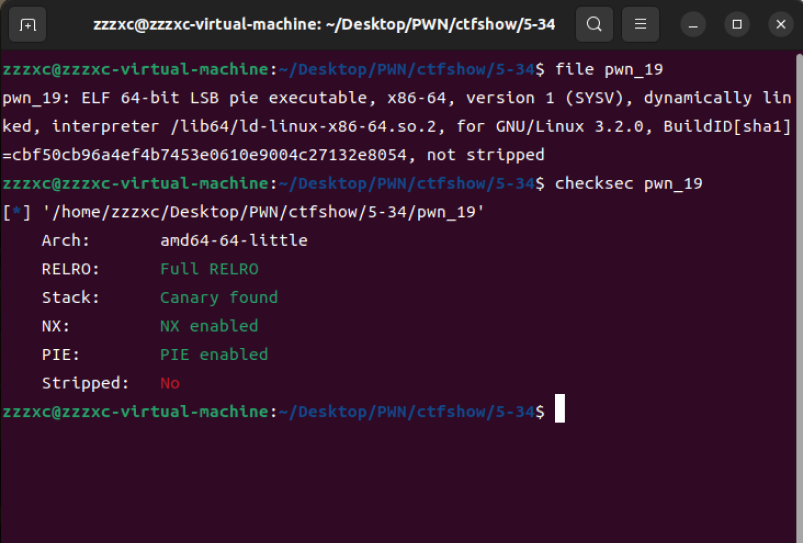 zzzxc@zzzxc-virtual-machine: ~/Desktop/PWN/ctfshow/5-34
zzzxc@zzzxc-virtual-machine:~/Desktop/PWN/ctfshow/5-34$ file pwn_19
pwn_19: ELF 64-bit LSB pie executable, x86-64, version 1 (SYSV), dynamically lin
ked, interpreter /lib64/ld-linux-x86-64.so.2, for GNU/Linux 3.2.0, BuildID[sha1]
=cbf50cb96a4ef4b7453e0610e9004c27132e8054, not stripped
zzzxc@zzzxc-virtual-machine:~/Desktop/PWN/ctfshow/5-34$ checksec pwn_19
[*] '/home/zzzxc/Desktop/PWN/ctfshow/5-34/pwn_19'
    Arch:       amd64-64-little
    RELRO:      Full RELRO
    Stack:      Canary found
    NX:         NX enabled
    PIE:        PIE enabled
    Stripped:   No
zzzxc@zzzxc-virtual-machine:~/Desktop/PWN/ctfshow/5-34$